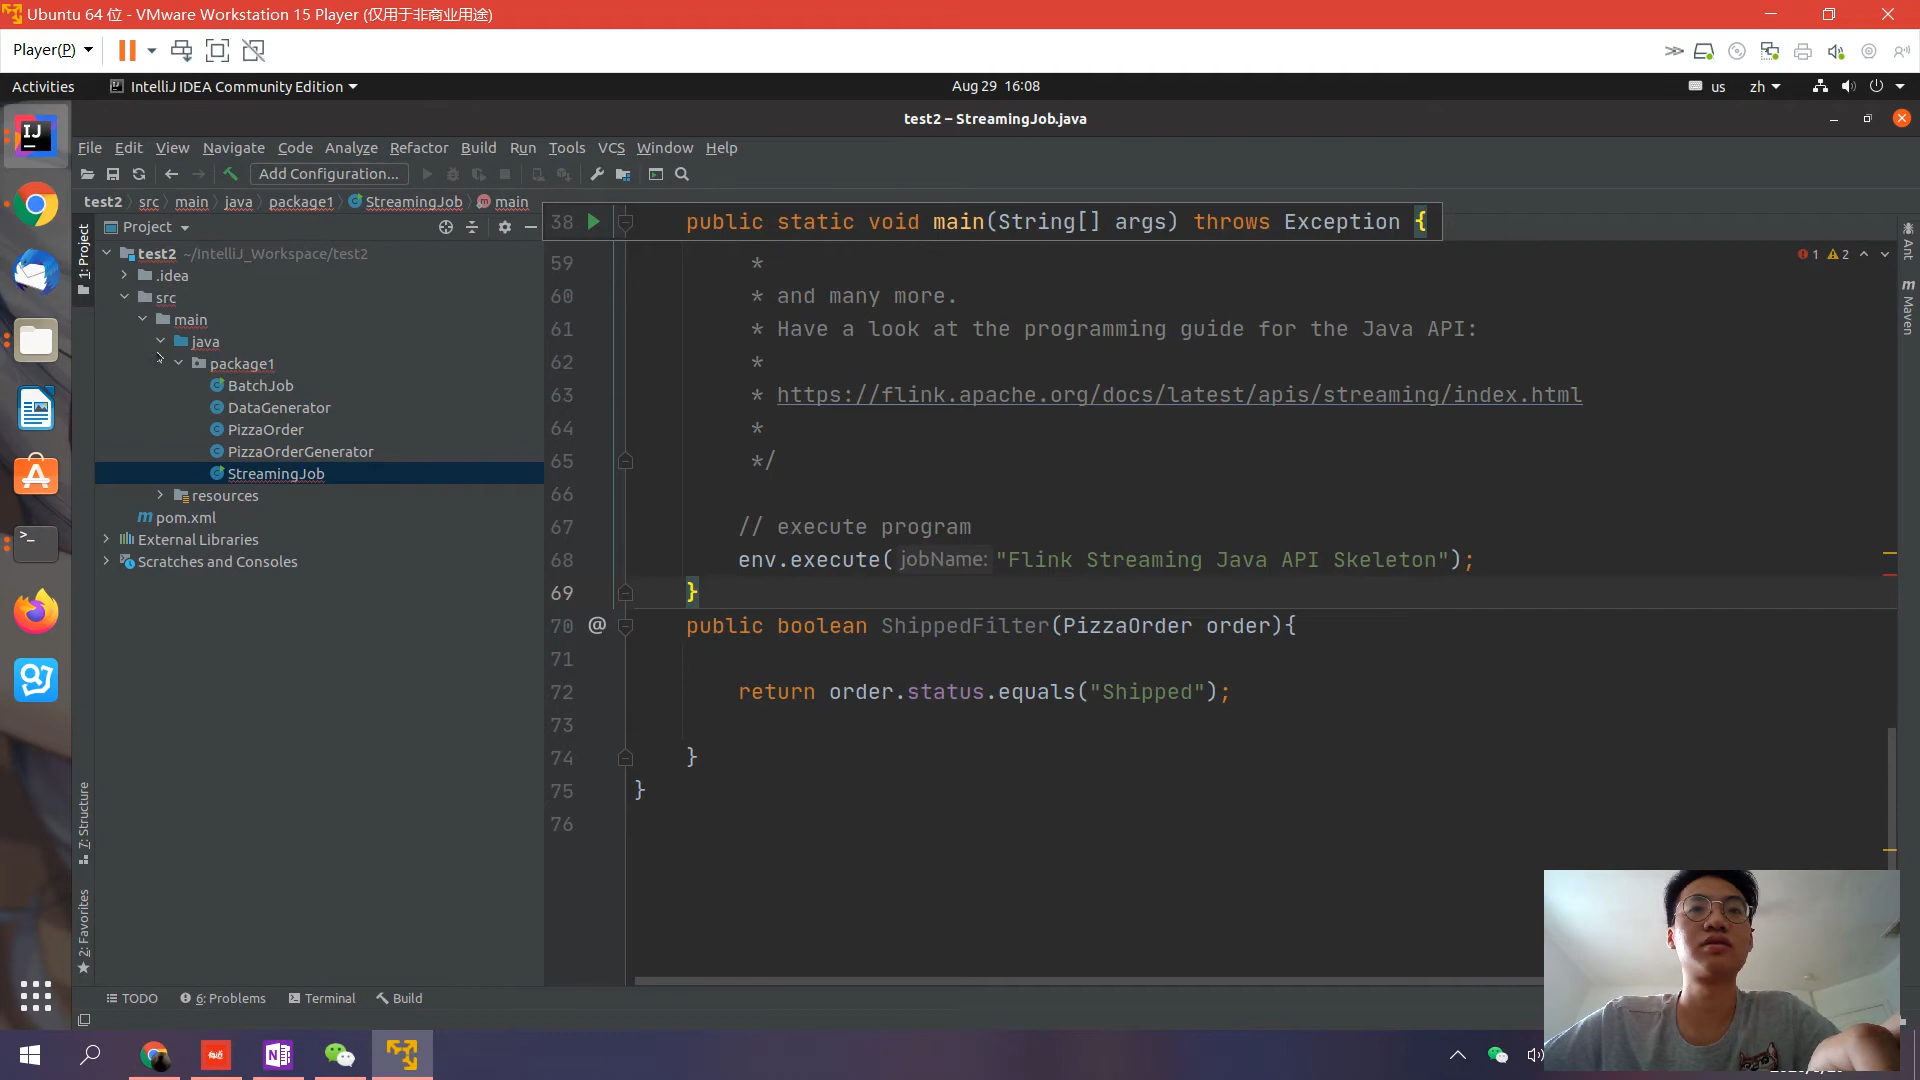 Ubuntu 64 位 - VMware Workstation 15 Player (仅用于非商业用途)
Player(P)
Activities
IntelliJ IDEA Community Edition
Aug 29 16:08
us
zh
test2 – StreamingJob.java
File Edit View Navigate Code Analyze Refactor Build Run Tools VCS Window Help
Add Configuration...
test2 src main java package1 StreamingJob main
1: Project
Project
test2 ~/IntelliJ_Workspace/test2
.idea
src
main
java
package1
BatchJob
DataGenerator
PizzaOrder
PizzaOrderGenerator
StreamingJob
resources
pom.xml
External Libraries
Scratches and Consoles
7: Structure
2: Favorites
38 public static void main(String[] args) throws Exception {
1 2
59 *
60 * and many more.
61 * Have a look at the programming guide for the Java API:
62 *
63 * https://flink.apache.org/docs/latest/apis/streaming/index.html
64 *
65 */
66
67 // execute program
68 env.execute( jobName: "Flink Streaming Java API Skeleton");
69 }
70 @ public boolean ShippedFilter(PizzaOrder order){
71
72 return order.status.equals("Shipped");
73
74 }
75 }
76
Ant
Maven
TODO
6: Problems
Terminal
Build